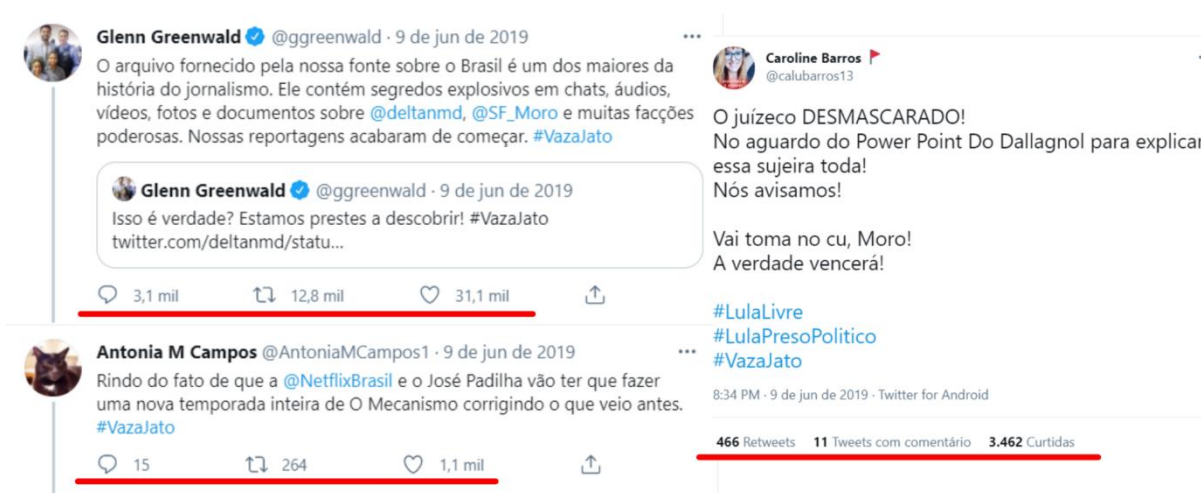 Glenn Greenwald @ggreenwald · 9 de jun de 2019
O arquivo fornecido pela nossa fonte sobre o Brasil é um dos maiores da
história do jornalismo. Ele contém segredos explosivos em chats, áudios,
vídeos, fotos e documentos sobre @deltanmd, @SF_Moro e muitas facções
poderosas. Nossas reportagens acabaram de começar. #VazaJato
Glenn Greenwald @ggreenwald · 9 de jun de 2019
Isso é verdade? Estamos prestes a descobrir! #VazaJato
twitter.com/deltanmd/statu...
3,1 mil 12,8 mil 31,1 mil
Antonia M Campos @AntoniaMCampos1 · 9 de jun de 2019
Rindo do fato de que a @NetflixBrasil e o José Padilha vão ter que fazer
uma nova temporada inteira de O Mecanismo corrigindo o que veio antes.
#VazaJato
15 264 1,1 mil
Caroline Barros
@calubarros13
O juízeco DESMASCARADO!
No aguardo do Power Point Do Dallagnol para explicar
essa sujeira toda!
Nós avisamos!
Vai toma no cu, Moro!
A verdade vencerá!
#LulaLivre
#LulaPresoPolitico
#VazaJato
8:34 PM · 9 de jun de 2019 · Twitter for Android
466 Retweets 11 Tweets com comentário 3.462 Curtidas